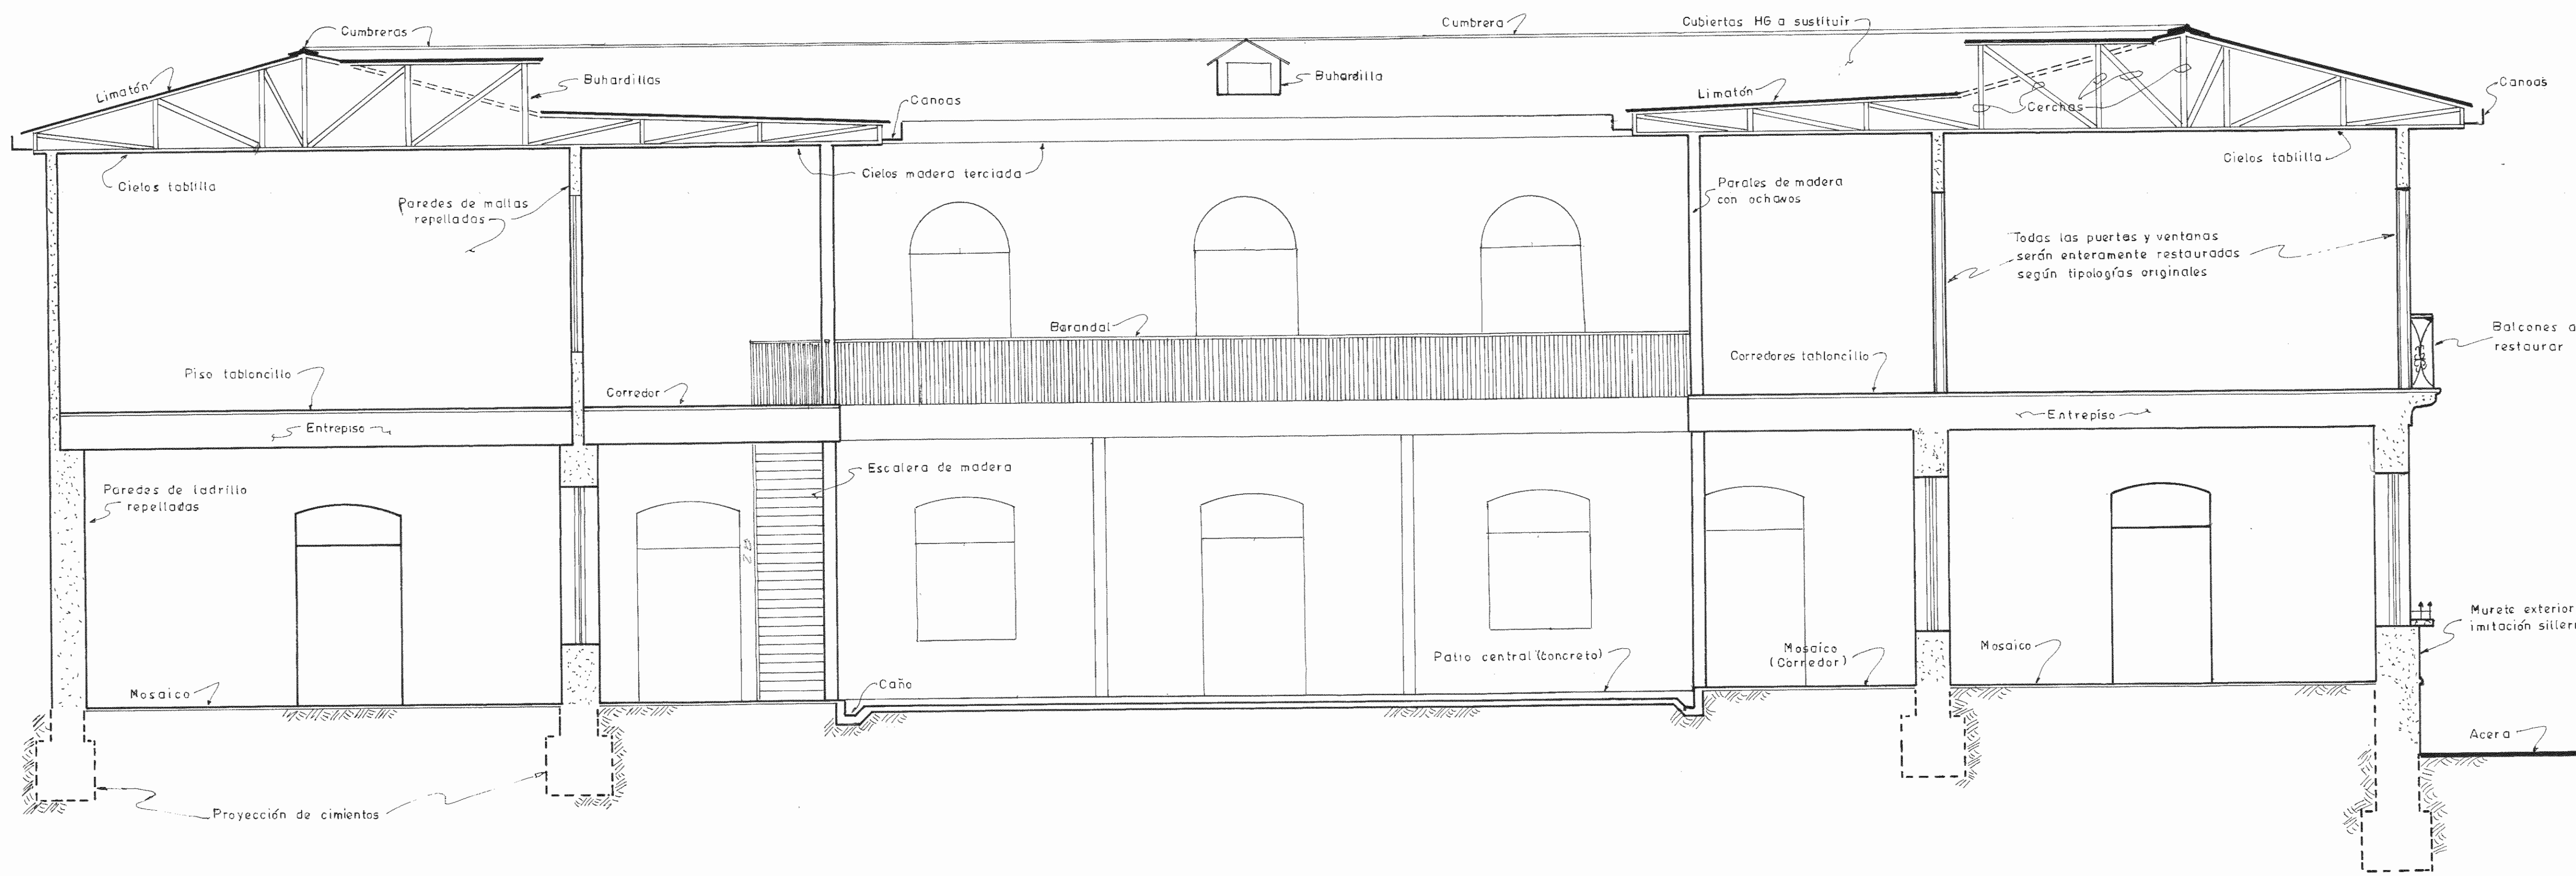 Cumbreras
Cumbrera
Cubiertas HG a sustituir
Limatón
Buhardillas
Buhardilla
Canoas
Limatón
Cerchas
Canoas
Cielos tablilla
Cielos madera terciada
Cielos tablilla
Paredes de mallas
repelladas
Parales de madera
con ochavos
Todas las puertas y ventanas
serán enteramente restauradas
según tipologías originales
Barandal
Balcones a
restaurar
Piso tabloncillo
Corredor
Corredores tabloncillo
Entrepiso
Entrepiso
Escalera de madera
Paredes de ladrillo
repelladas
Murete exterior
imitación siller
Patio central (concreto)
Mosaico
(Corredor)
Mosaico
Mosaico
Caño
Acera
Proyección de cimientos